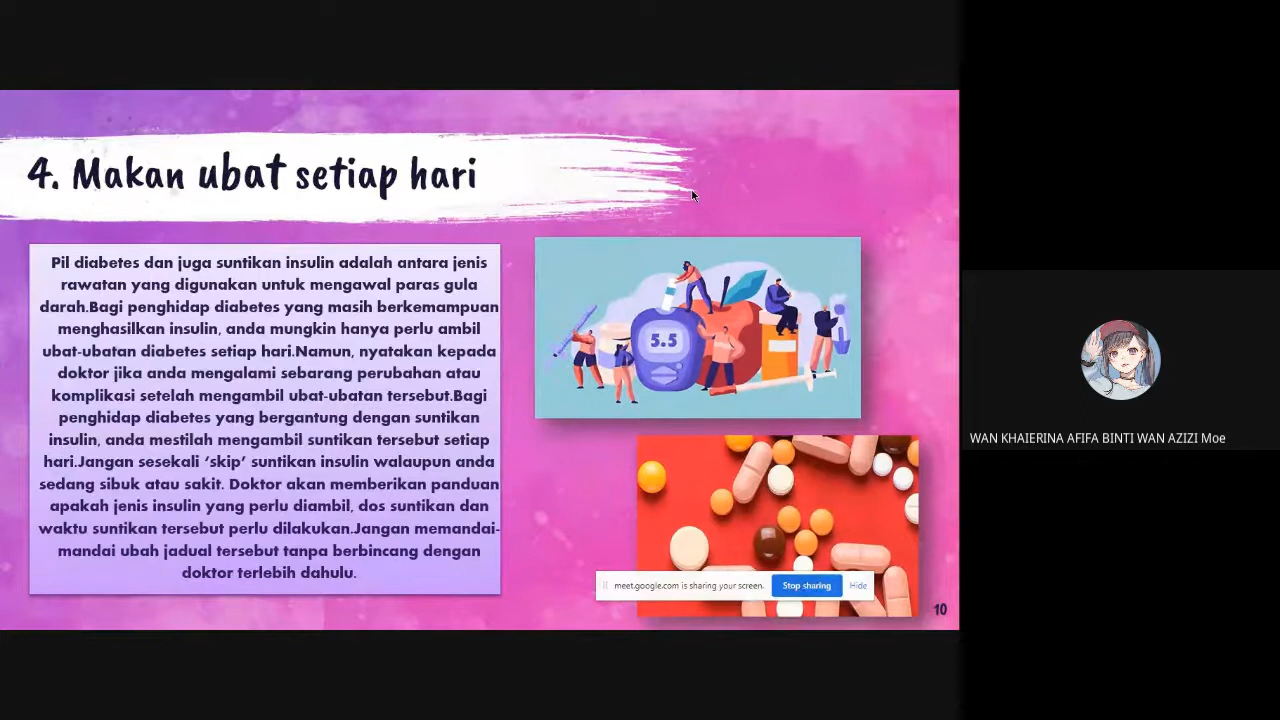 4. Makan ubat setiap hari
Pil diabetes dan juga suntikan insulin adalah antara jenis
rawatan yang digunakan untuk mengawal paras gula
darah.Bagi penghidap diabetes yang masih berkemampuan
menghasilkan insulin, anda mungkin hanya perlu ambil
ubat-ubatan diabetes setiap hari.Namun, nyatakan kepada
doktor jika anda mengalami sebarang perubahan atau
komplikasi setelah mengambil ubat-ubatan tersebut.Bagi
penghidap diabetes yang bergantung dengan suntikan
insulin, anda mestilah mengambil suntikan tersebut setiap
hari.Jangan sesekali ‘skip’ suntikan insulin walaupun anda
sedang sibuk atau sakit. Doktor akan memberikan panduan
apakah jenis insulin yang perlu diambil, dos suntikan dan
waktu suntikan tersebut perlu dilakukan.Jangan memandai-
mandai ubah jadual tersebut tanpa berbincang dengan
doktor terlebih dahulu.
5.5
meet.google.com is sharing your screen. Stop sharing Hide
10
WAN KHAIERINA AFIFA BINTI WAN AZIZI Moe